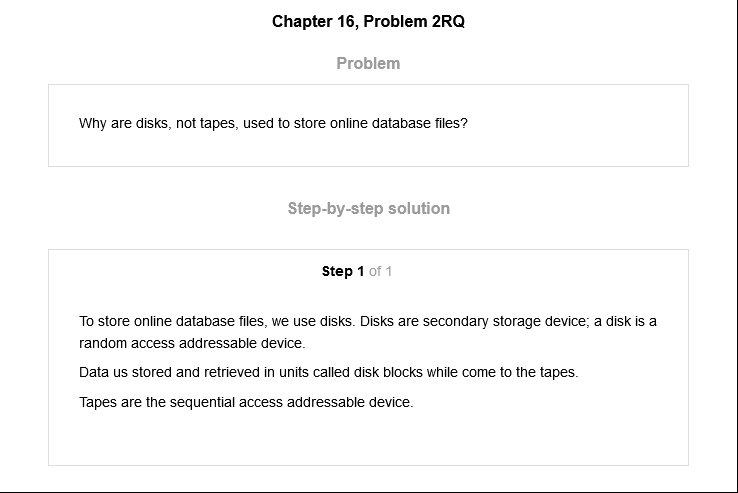 Chapter 16, Problem 2RQ
Problem
Why are disks, not tapes, used to store online database files?
Step-by-step solution
Step 1 of 1
To store online database files, we use disks. Disks are secondary storage device; a disk is a
random access addressable device.
Data us stored and retrieved in units called disk blocks while come to the tapes.
Tapes are the sequential access addressable device.